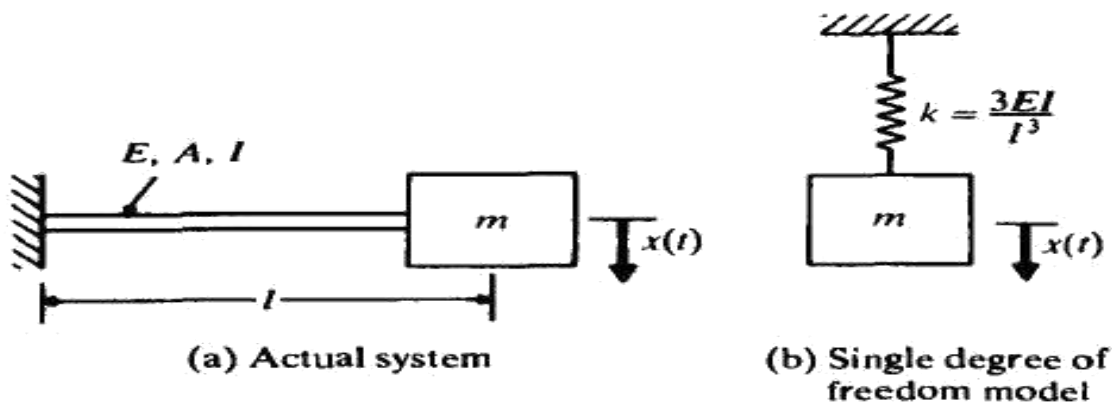 E, A, I
m
x(t)
l
(a) Actual system
k = 3EI / l³
m
x(t)
(b) Single degree of
freedom model